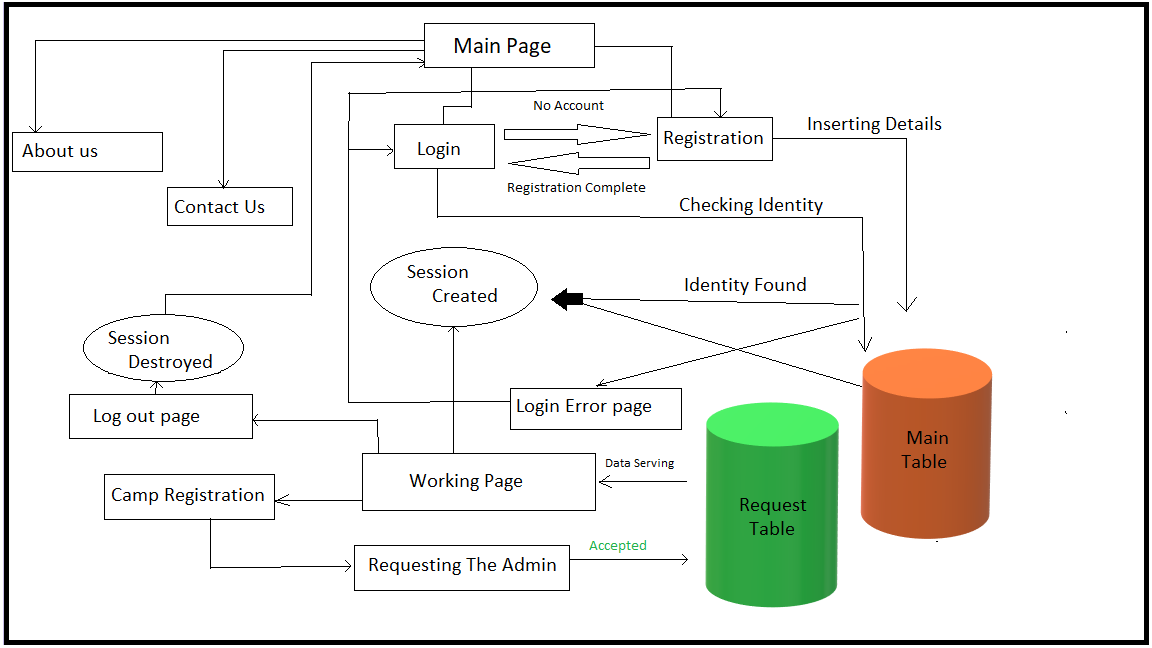 Main Page
No Account
Inserting Details
About us
Login
Registration
Registration Complete
Contact Us
Checking Identity
Session
Created
Identity Found
Session
Destroyed
Log out page
Login Error page
Main
Table
Data Serving
Working Page
Camp Registration
Request
Table
Accepted
Requesting The Admin